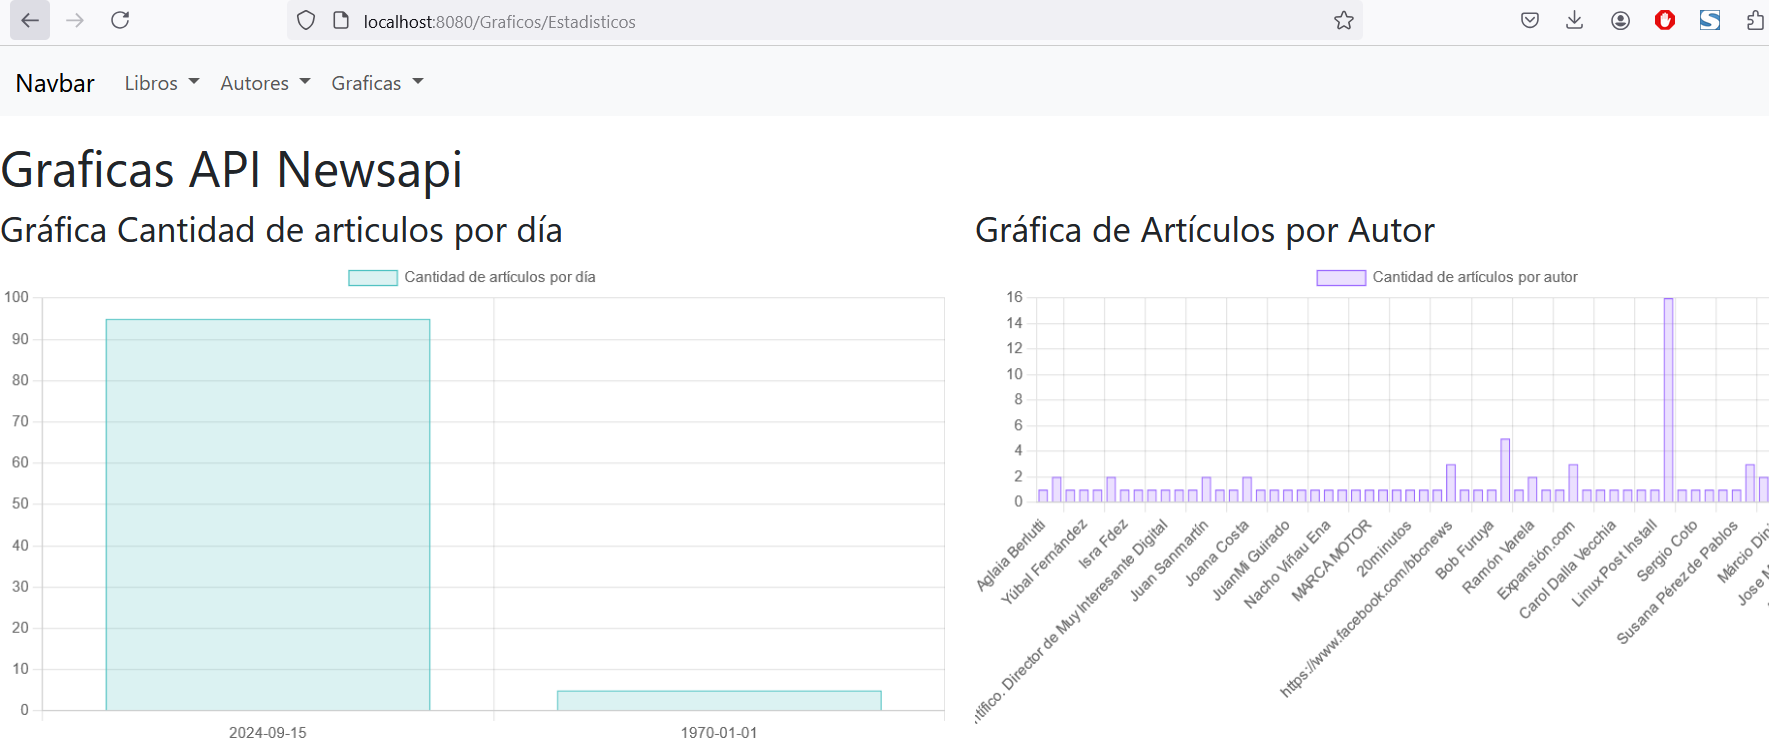 localhost:8080/Graficos/Estadisticos
Navbar Libros Autores Graficas
Graficas API Newsapi
Gráfica Cantidad de articulos por día
Cantidad de artículos por día
100
90
80
70
60
50
40
30
20
10
0
2024-09-15 1970-01-01
Gráfica de Artículos por Autor
Cantidad de artículos por autor
16
14
12
10
8
6
4
2
0
Aglaia Berlutti
Yúbal Fernández
Isra Fdez
ntífico. Director de Muy Interesante Digital
Juan Sanmartín
Joana Costa
JuanMi Guirado
Nacho Viñau Ena
MARCA MOTOR
20minutos
https://www.facebook.com/bbcnews
Bob Furuya
Ramón Varela
Expansión.com
Carol Dalla Vecchia
Linux Post Install
Sergio Coto
Susana Pérez de Pablos
Márcio Din
Jose M